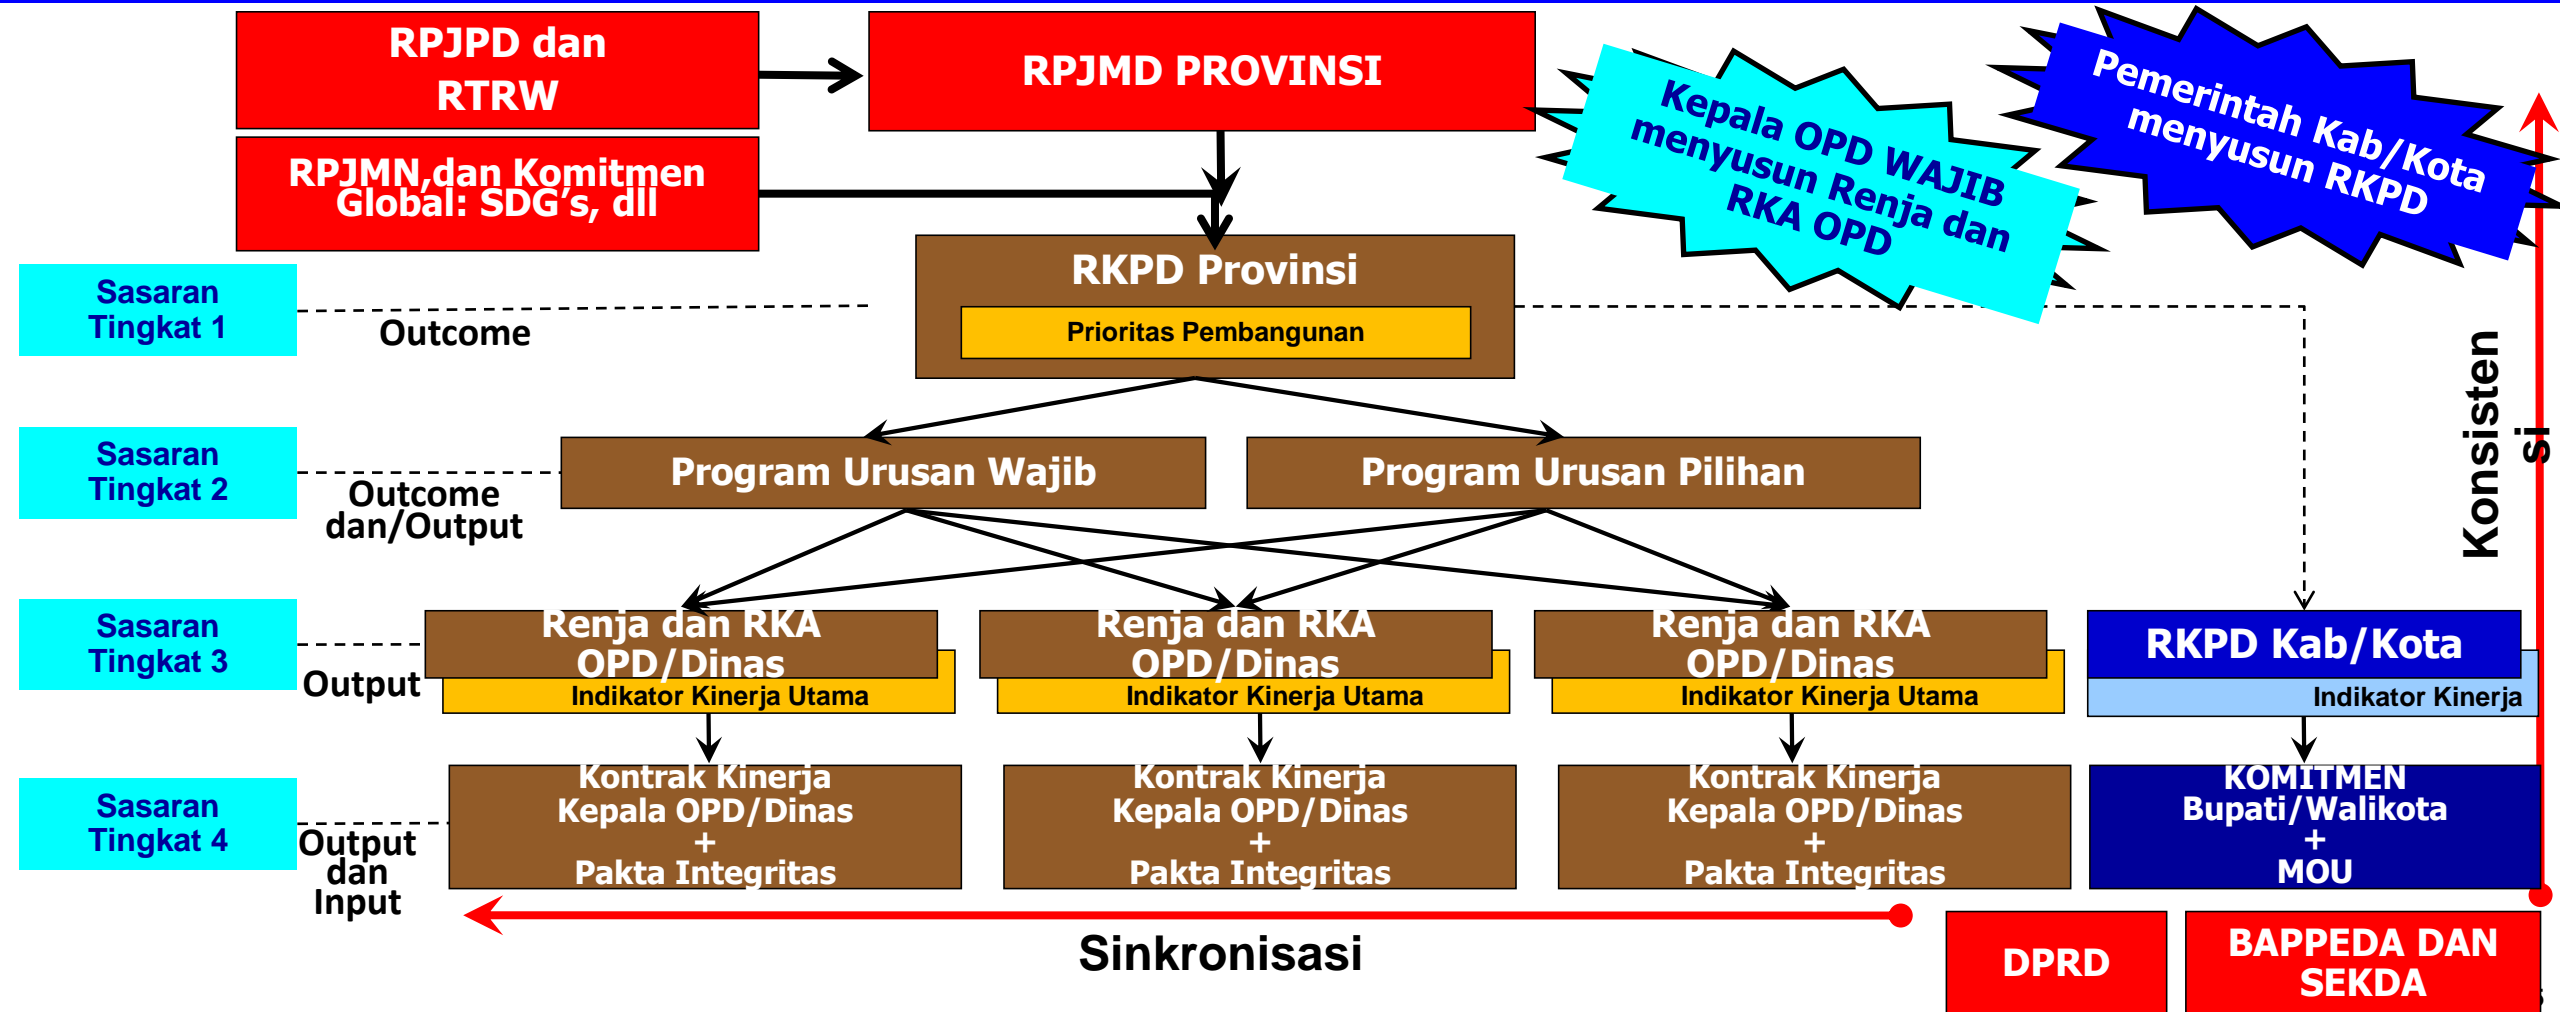 RPJPD dan
RTRW
RPJMD PROVINSI
RPJMN,dan Komitmen
Global: SDG's, dll
Kepala OPD WAJIB
menyusun Renja dan
RKA OPD
Pemerintah Kab/Kota
menyusun RKPD
Sasaran
Tingkat 1
Outcome
RKPD Provinsi
Prioritas Pembangunan
Konsisten
si
Sasaran
Tingkat 2
Outcome
dan/Output
Program Urusan Wajib
Program Urusan Pilihan
Sasaran
Tingkat 3
Output
Renja dan RKA
OPD/Dinas
Indikator Kinerja Utama
Renja dan RKA
OPD/Dinas
Indikator Kinerja Utama
Renja dan RKA
OPD/Dinas
Indikator Kinerja Utama
RKPD Kab/Kota
Indikator Kinerja
Sasaran
Tingkat 4
Output
dan
Input
Kontrak Kinerja
Kepala OPD/Dinas
+
Pakta Integritas
Kontrak Kinerja
Kepala OPD/Dinas
+
Pakta Integritas
Kontrak Kinerja
Kepala OPD/Dinas
+
Pakta Integritas
KOMITMEN
Bupati/Walikota
+
MOU
Sinkronisasi
DPRD
BAPPEDA DAN
SEKDA